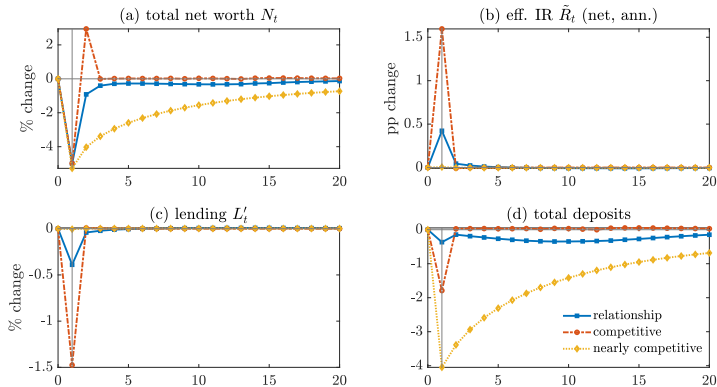 (a) total net worth Nₜ
(b) eff. IR R̃ₜ (net, ann.)
% change
2
0
-2
-4
0 5 10 15 20
pp change
1.5
1
0.5
0
0 5 10 15 20
(c) lending L′ₜ
(d) total deposits
% change
0
-0.5
-1
-1.5
0 5 10 15 20
0
-1
-2
-3
-4
0 5 10 15 20
relationship
competitive
nearly competitive